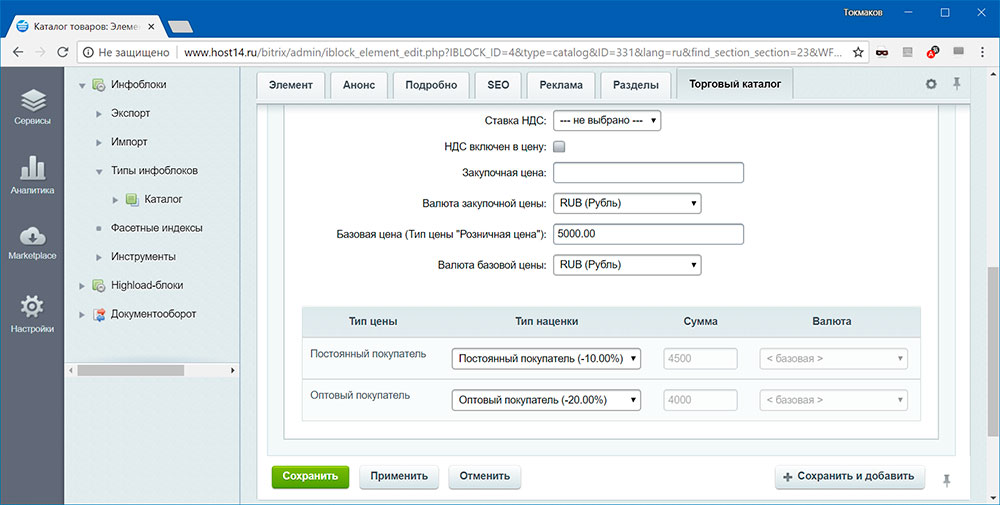 Токмаков
Каталог товаров: Элемен
Не защищено www.host14.ru/bitrix/admin/iblock_element_edit.php?IBLOCK_ID=4&type=catalog&ID=331&lang=ru&find_section_section=23&WF
Сервисы
Аналитика
Marketplace
Настройки
Инфоблоки
Экспорт
Импорт
Типы инфоблоков
Каталог
Фасетные индексы
Инструменты
Highload-блоки
Документооборот
Элемент Анонс Подробно SEO Реклама Разделы Торговый каталог
Ставка НДС: --- не выбрано ---
НДС включен в цену:
Закупочная цена:
Валюта закупочной цены: RUB (Рубль)
Базовая цена (Тип цены "Розничная цена"): 5000.00
Валюта базовой цены: RUB (Рубль)
Тип цены Тип наценки Сумма Валюта
Постоянный покупатель Постоянный покупатель (-10.00%) 4500 < базовая >
Оптовый покупатель Оптовый покупатель (-20.00%) 4000 < базовая >
Сохранить Применить Отменить Сохранить и добавить